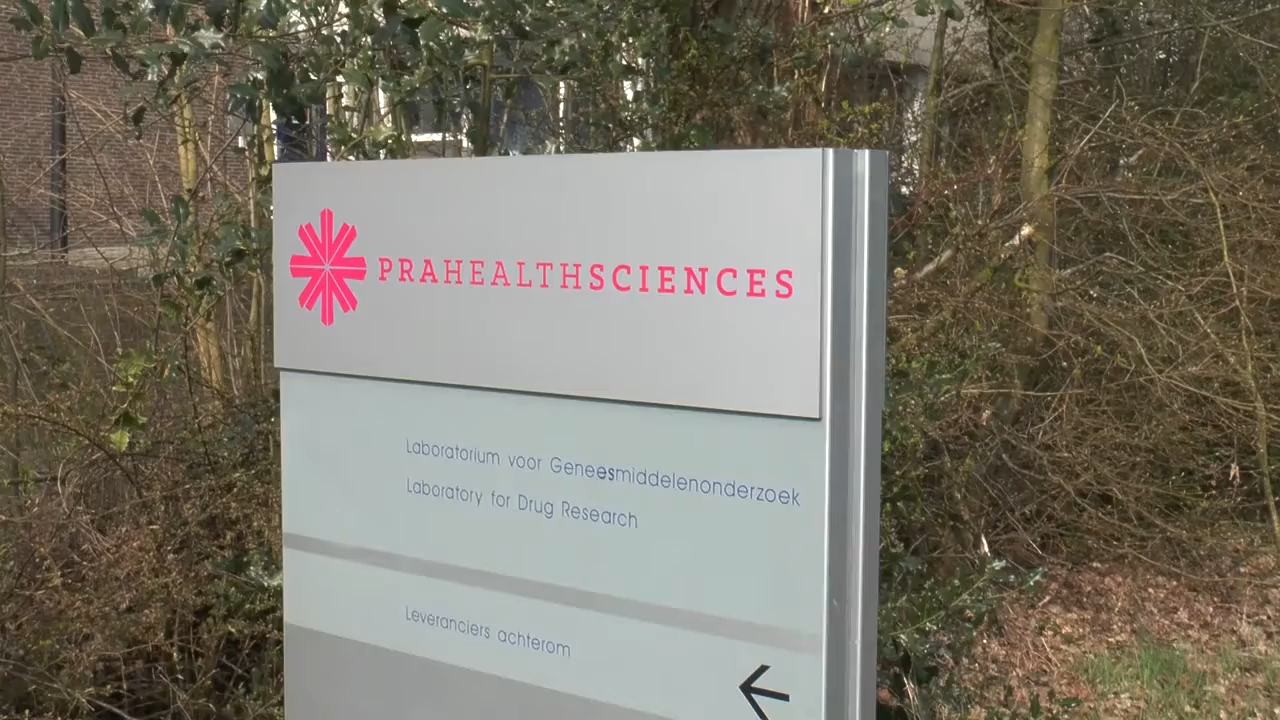 PRAHEALTHSCIENCES
Laboratorium voor Geneesmiddelenonderzoek
Laboratory for Drug Research
Leveranciers achterom